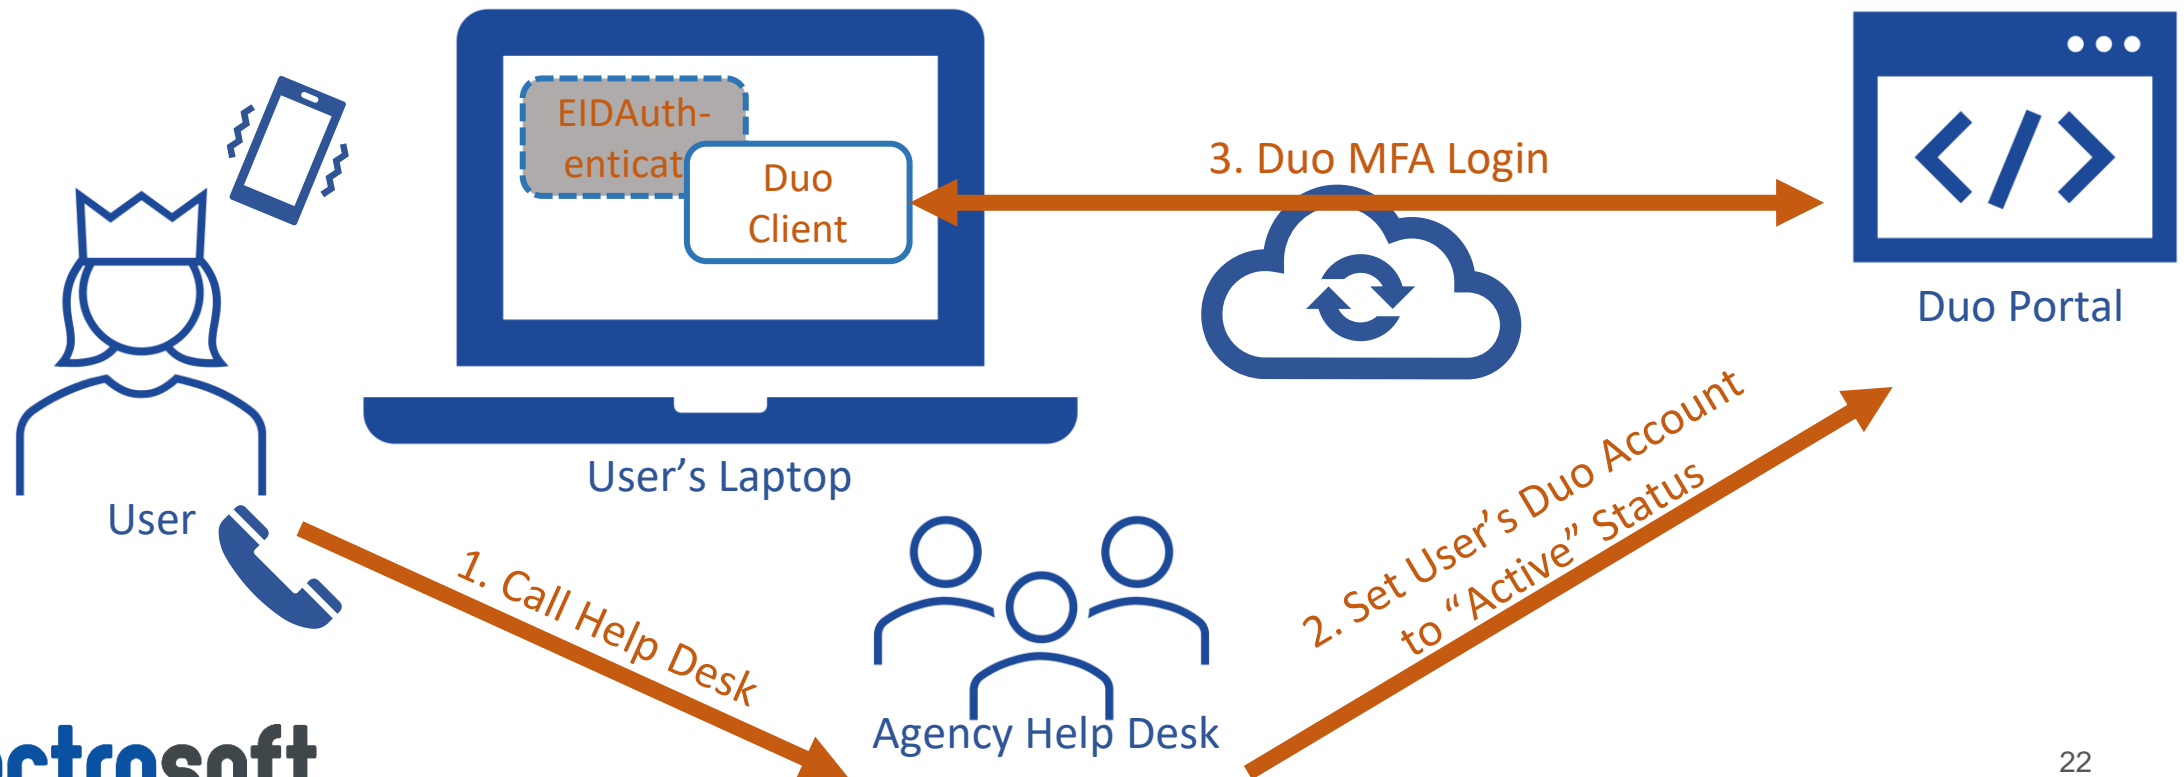 EIDAuth-
enticat
Duo
Client
3. Duo MFA Login
Duo Portal
User's Laptop
User
1. Call Help Desk
2. Set User's Duo Account
to “Active” Status
Agency Help Desk
22